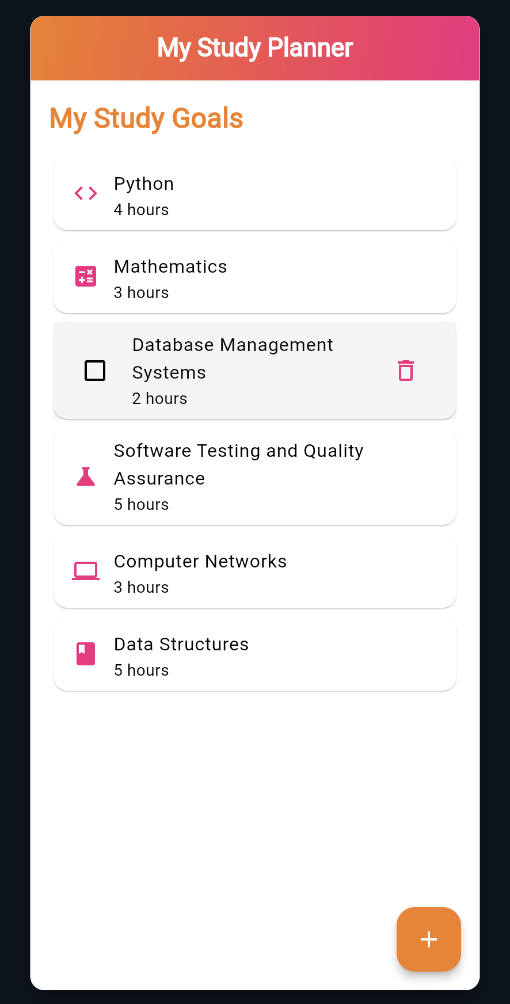 My Study Planner
My Study Goals
Python
4 hours
Mathematics
3 hours
Database Management
Systems
2 hours
Software Testing and Quality
Assurance
5 hours
Computer Networks
3 hours
Data Structures
5 hours